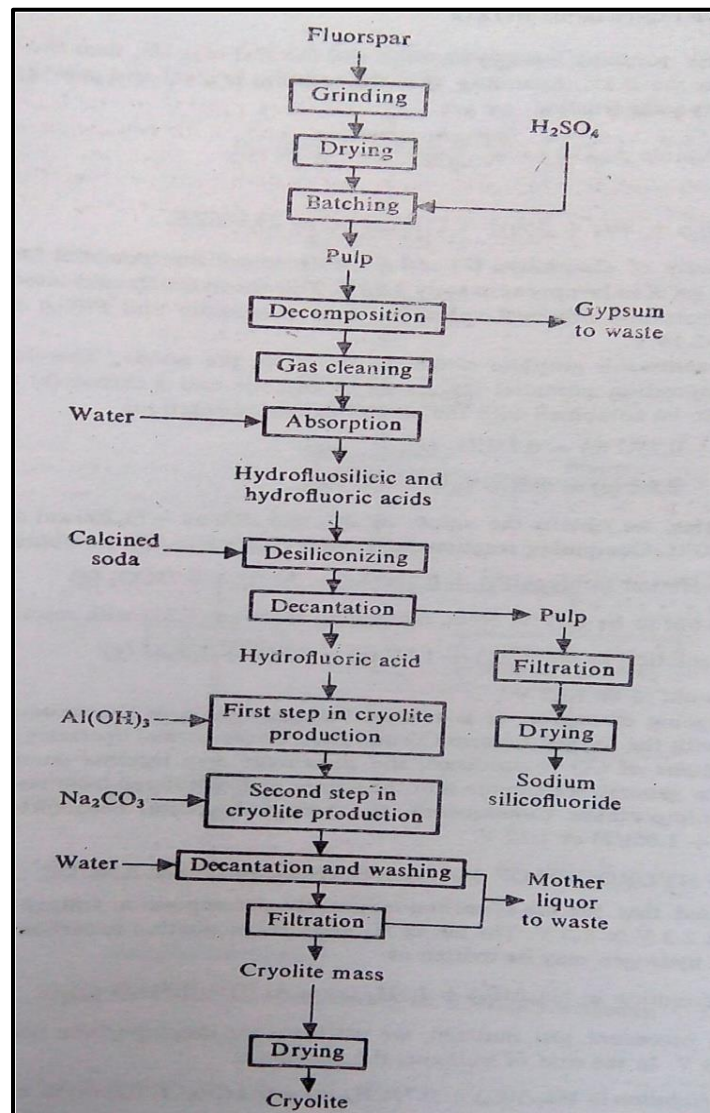 Fluorspar
Grinding
H₂SO₄
Drying
Batching
Pulp
Decomposition
Gypsum
to waste
Gas cleaning
Water
Absorption
Hydrofluosilicic and
hydrofluoric acids
Calcined
soda
Desiliconizing
Decantation
Pulp
Hydrofluoric acid
Filtration
Al(OH)₃
First step in cryolite
production
Drying
Na₂CO₃
Second step in
cryolite production
Sodium
silicofluoride
Water
Decantation and washing
Mother
liquor
to waste
Filtration
Cryolite mass
Drying
Cryolite